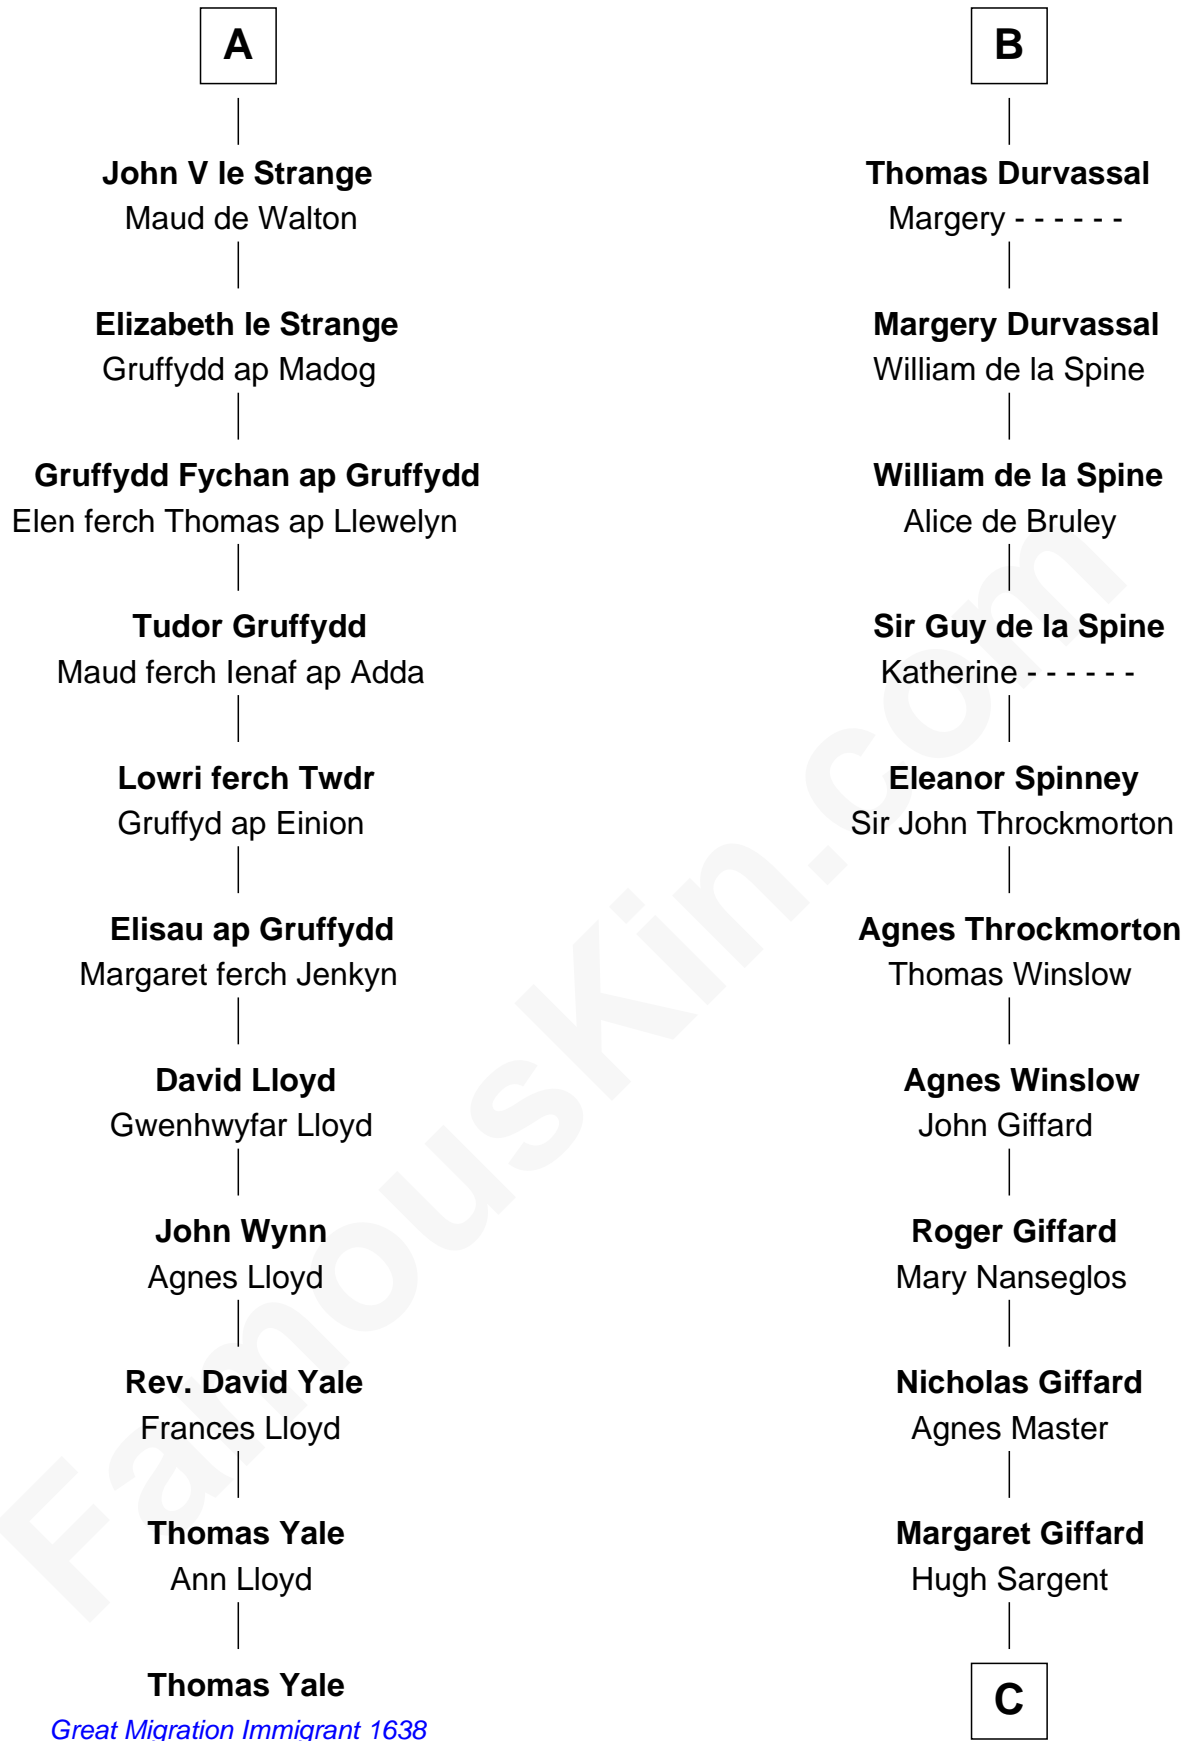 A
John V le Strange
Maud de Walton
Elizabeth le Strange
Gruffydd ap Madog
Gruffydd Fychan ap Gruffydd
Elen ferch Thomas ap Llewelyn
Tudor Gruffydd
Maud ferch Ienaf ap Adda
Lowri ferch Twdr
Gruffyd ap Einion
Elisau ap Gruffydd
Margaret ferch Jenkyn
David Lloyd
Gwenhwyfar Lloyd
John Wynn
Agnes Lloyd
Rev. David Yale
Frances Lloyd
Thomas Yale
Ann Lloyd
Thomas Yale
Great Migration Immigrant 1638
B
Thomas Durvassal
Margery - - - - - -
Margery Durvassal
William de la Spine
William de la Spine
Alice de Bruley
Sir Guy de la Spine
Katherine - - - - - -
Eleanor Spinney
Sir John Throckmorton
Agnes Throckmorton
Thomas Winslow
Agnes Winslow
John Giffard
Roger Giffard
Mary Nanseglos
Nicholas Giffard
Agnes Master
Margaret Giffard
Hugh Sargent
C
FamousKin.com